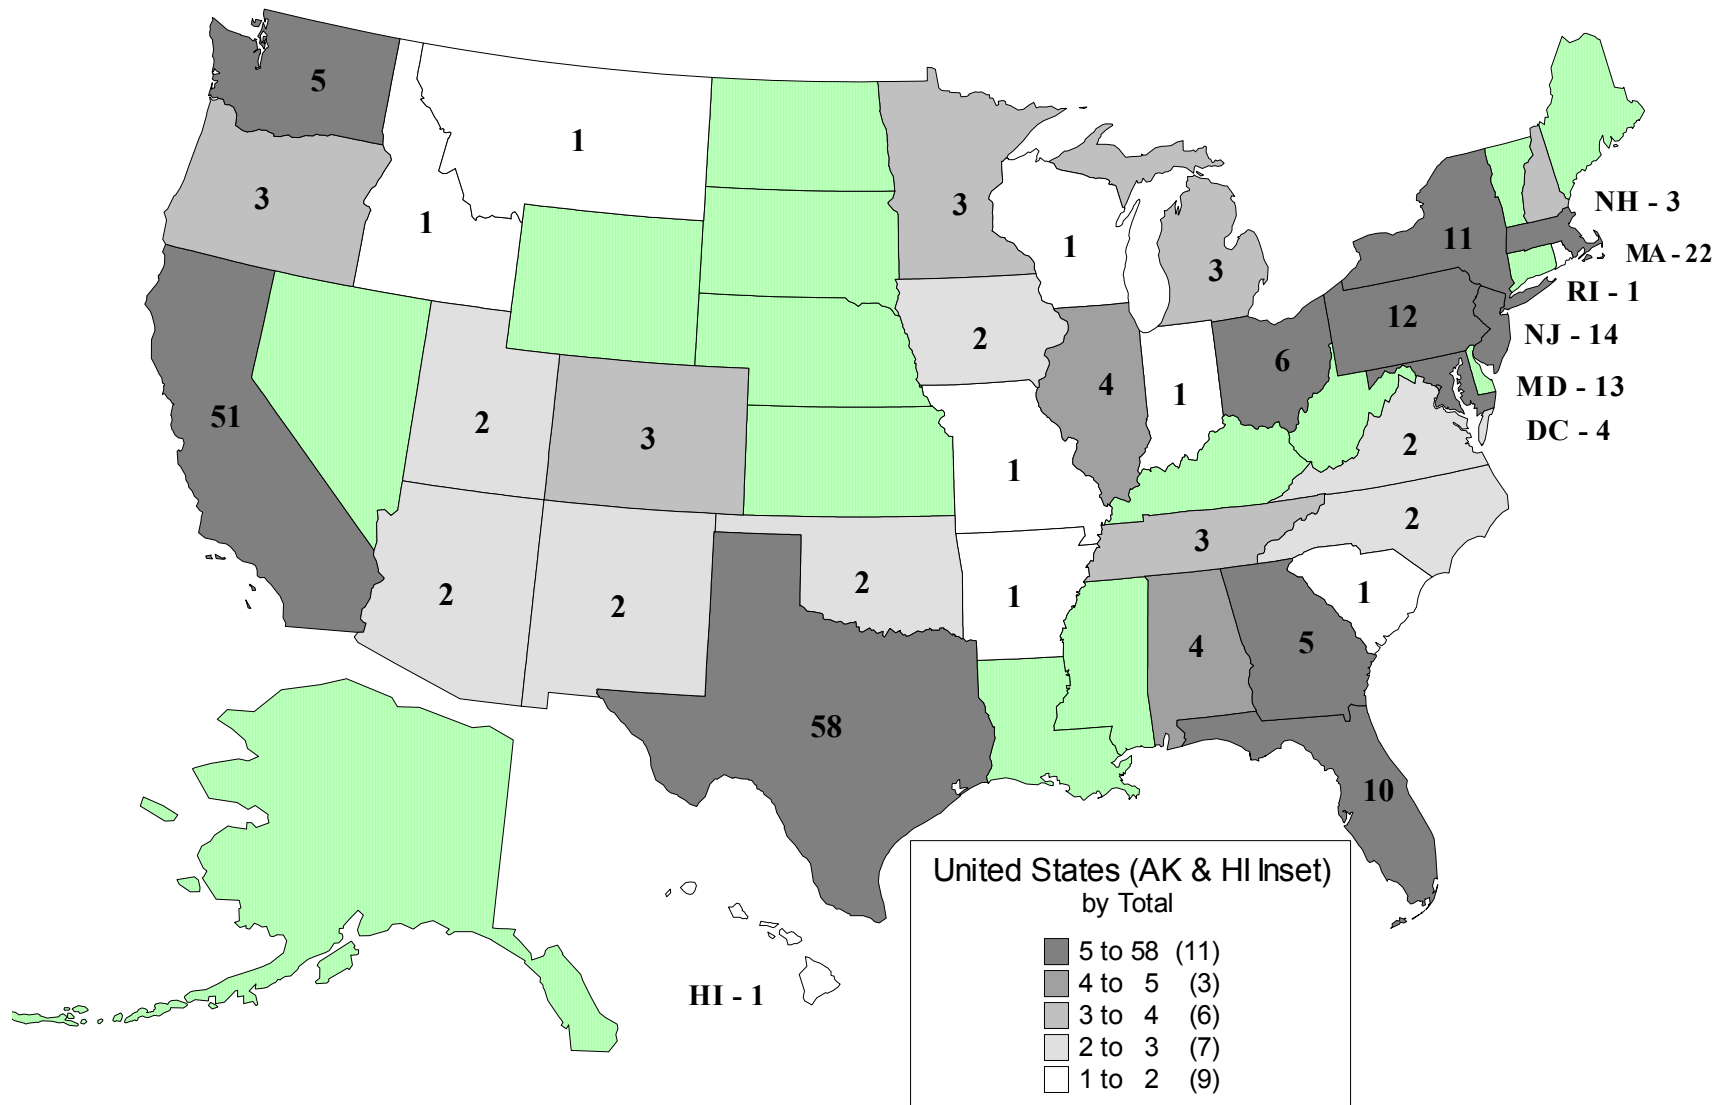 5
1
3
1
3
1
3
11
NH - 3
MA - 22
RI - 1
NJ - 14
MD - 13
DC - 4
12
2
6
4
1
51
2
3
2
1
2
3
2
2
2
1
1
4
5
58
10
HI - 1
United States (AK & HI Inset)
by Total
5 to 58 (11)
4 to 5 (3)
3 to 4 (6)
2 to 3 (7)
1 to 2 (9)